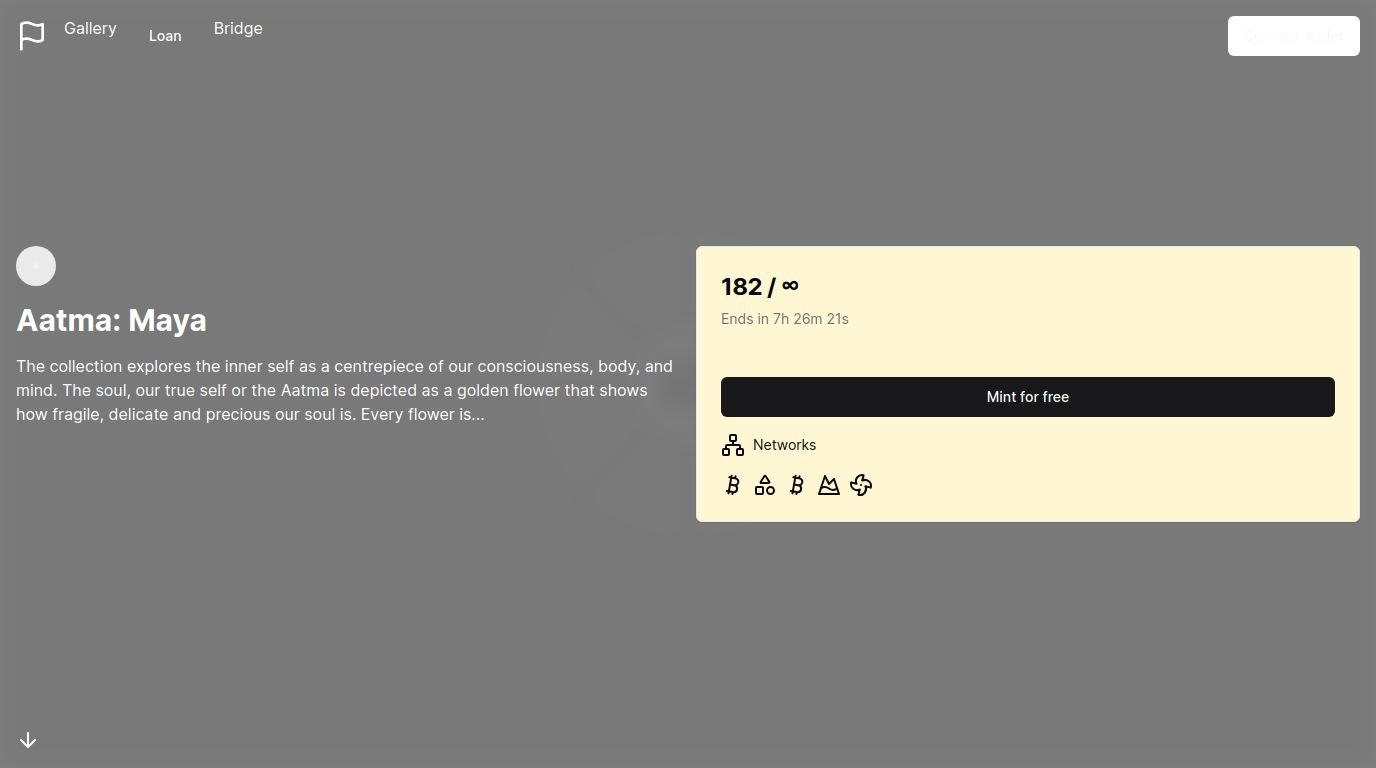 Gallery
Loan
Bridge
Connect wallet
Aatma: Maya
The collection explores the inner self as a centrepiece of our consciousness, body, and
mind. The soul, our true self or the Aatma is depicted as a golden flower that shows
how fragile, delicate and precious our soul is. Every flower is...
182 / ∞
Ends in 7h 26m 21s
Mint for free
Networks